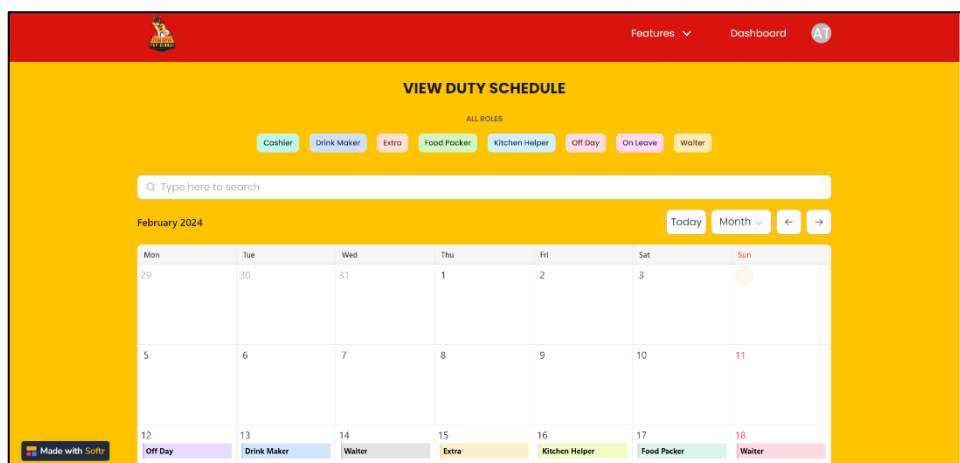 Features Dashboard AT
VIEW DUTY SCHEDULE
ALL ROLES
Cashier Drink Maker Extra Food Packer Kitchen Helper Off Day On Leave Waiter
Type here to search
February 2024 Today Month ← →
Mon Tue Wed Thu Fri Sat Sun
29 30 31 1 2 3
5 6 7 8 9 10 11
12 13 14 15 16 17 18
Off Day Drink Maker Waiter Extra Kitchen Helper Food Packer Waiter
Made with Softr